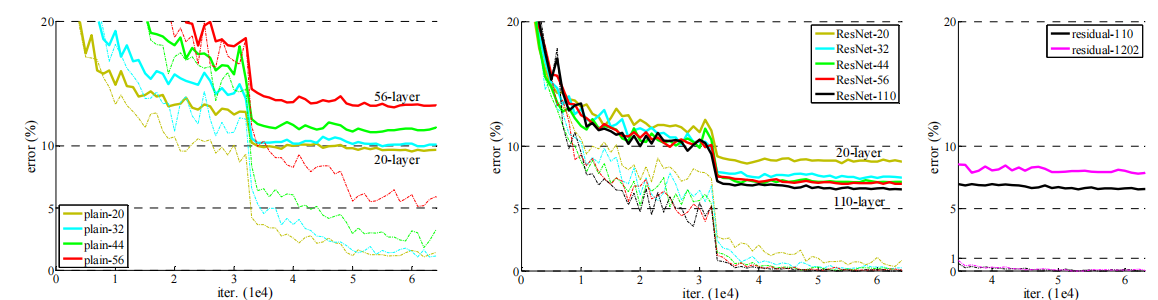 20
10
5
0
error (%)
0
1
2
3
4
5
6
iter. (1e4)
56-layer
20-layer
plain-20
plain-32
plain-44
plain-56
20
10
5
0
error (%)
0
1
2
3
4
5
6
iter. (1e4)
ResNet-20
ResNet-32
ResNet-44
ResNet-56
ResNet-110
20-layer
110-layer
20
10
5
1
0
error (%)
4
5
6
iter. (1e4)
residual-110
residual-1202